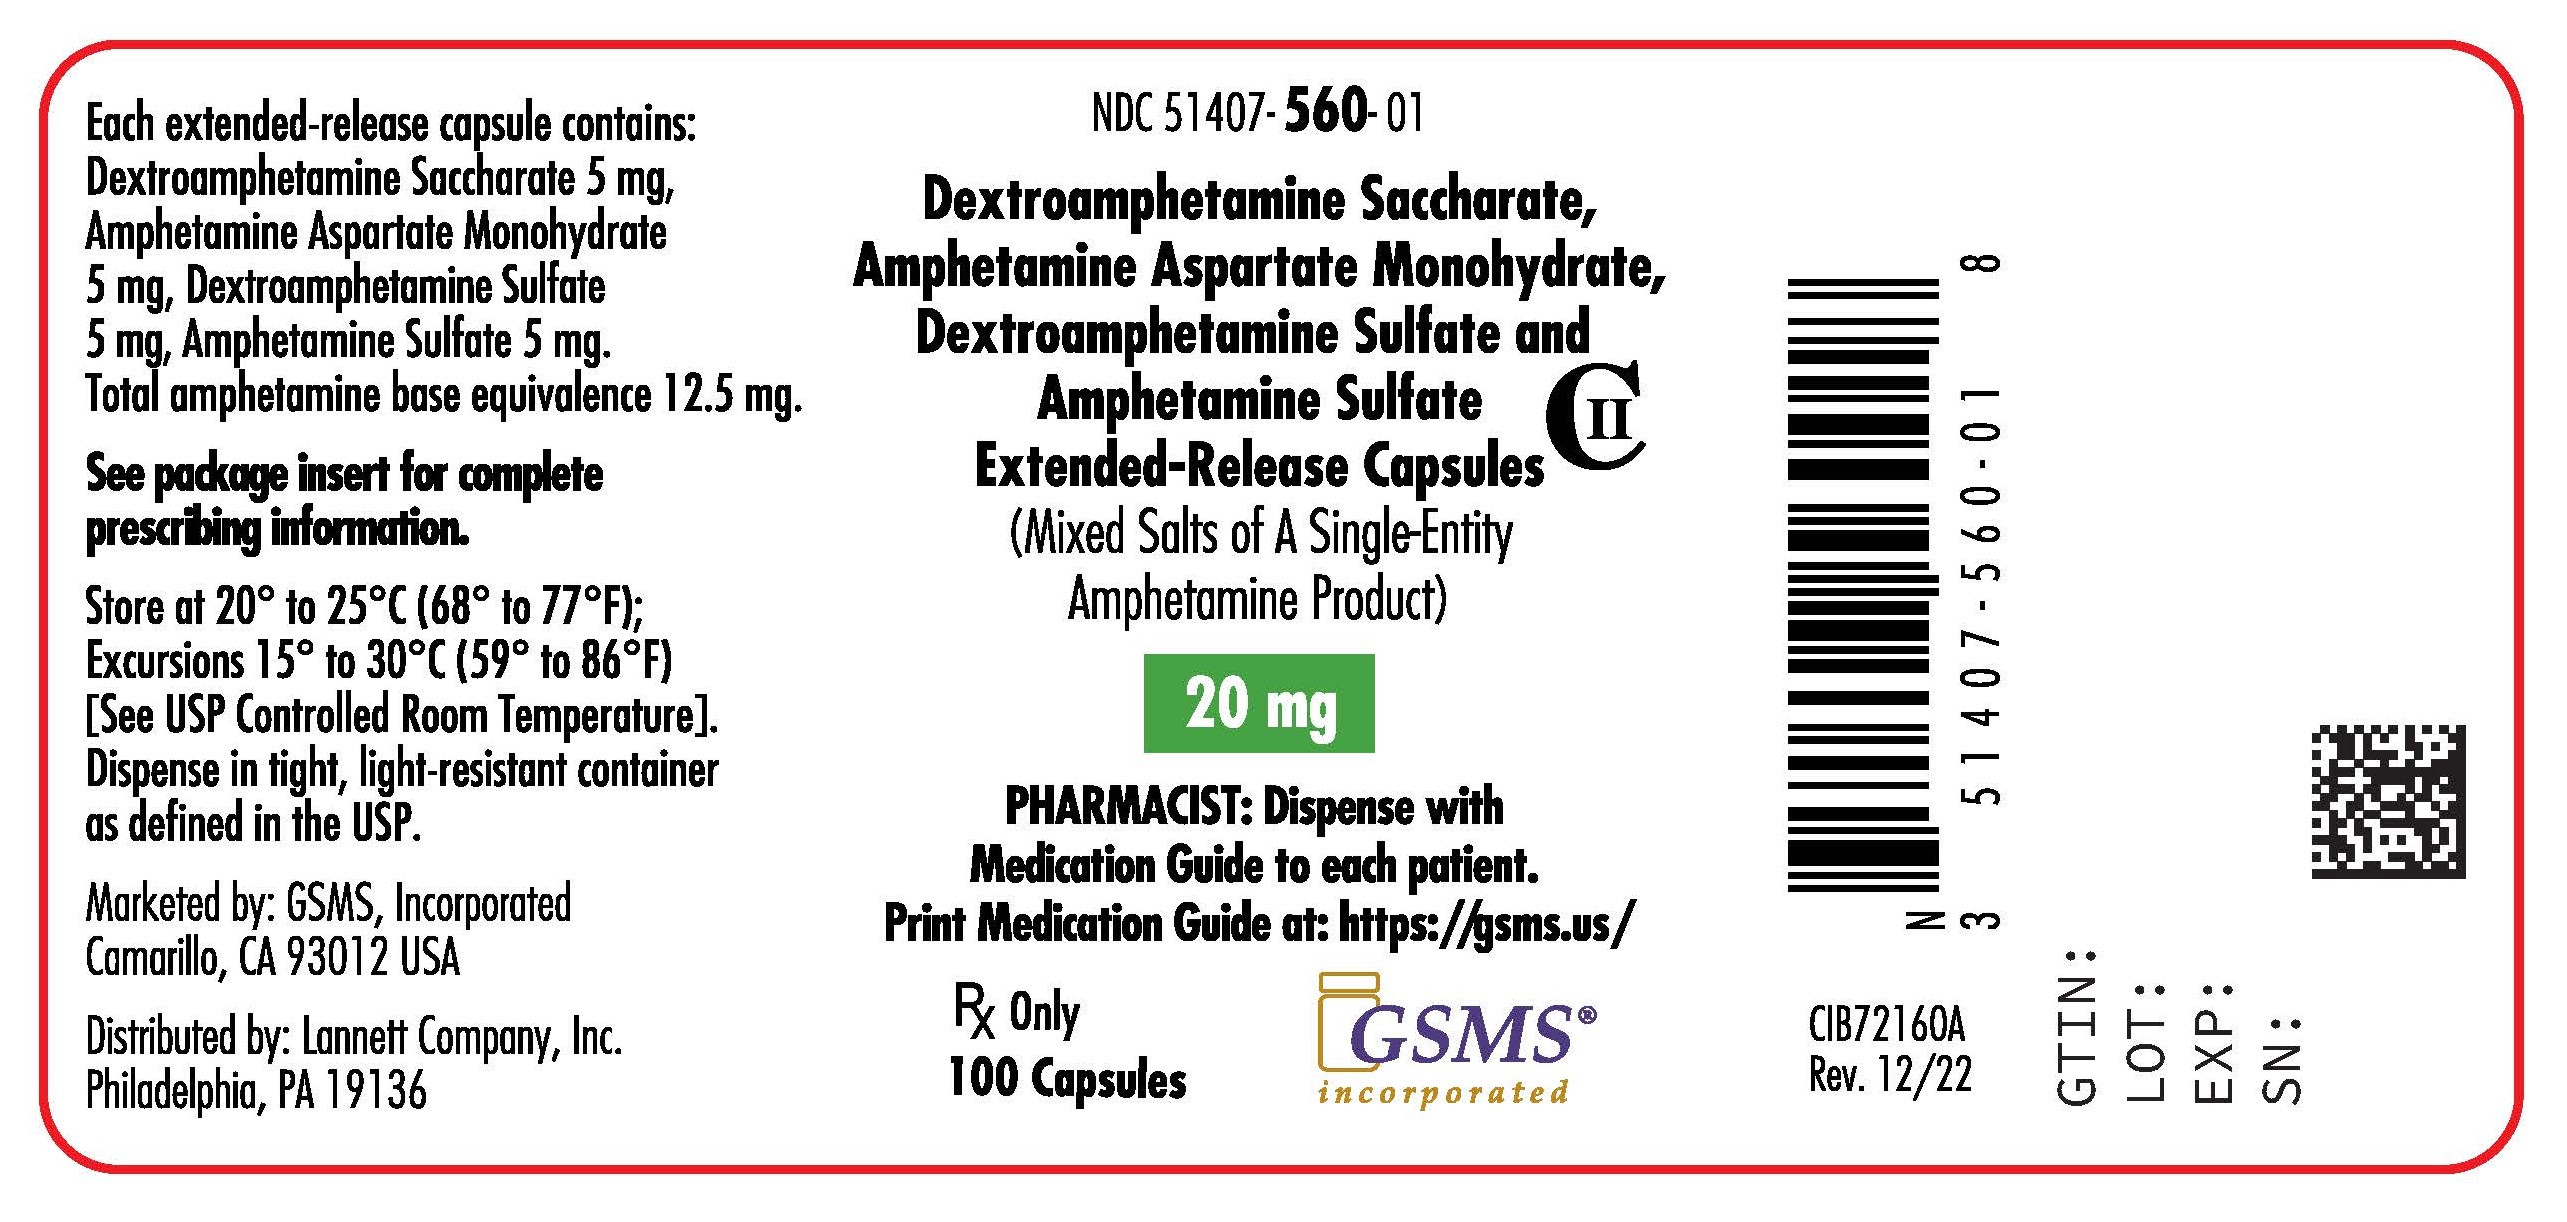 Each extended-release capsule contains:
Dextroamphetamine Saccharate 5 mg,
Amphetamine Aspartate Monohydrate
5 mg, Dextroamphetamine Sulfate
5 mg, Amphetamine Sulfate 5 mg.
Total amphetamine base equivalence 12.5 mg.
See package insert for complete
prescribing information.
Store at 20° to 25°C (68° to 77°F);
Excursions 15° to 30°C (59° to 86°F)
[See USP Controlled Room Temperature].
Dispense in tight, light-resistant container
as defined in the USP.
Marketed by: GSMS, Incorporated
Camarillo, CA 93012 USA
Distributed by: Lannett Company, Inc.
Philadelphia, PA 19136
NDC 51407-560-01
Dextroamphetamine Saccharate,
Amphetamine Aspartate Monohydrate,
Dextroamphetamine Sulfate and
Amphetamine Sulfate
Extended-Release Capsules
CII
(Mixed Salts of A Single-Entity
Amphetamine Product)
20 mg
PHARMACIST: Dispense with
Medication Guide to each patient.
Print Medication Guide at: https://gsms.us/
Rx Only
100 Capsules
GSMS®
incorporated
N
3 51407-560-01 8
CIB72160A
Rev. 12/22
GTIN:
LOT:
EXP:
SN: